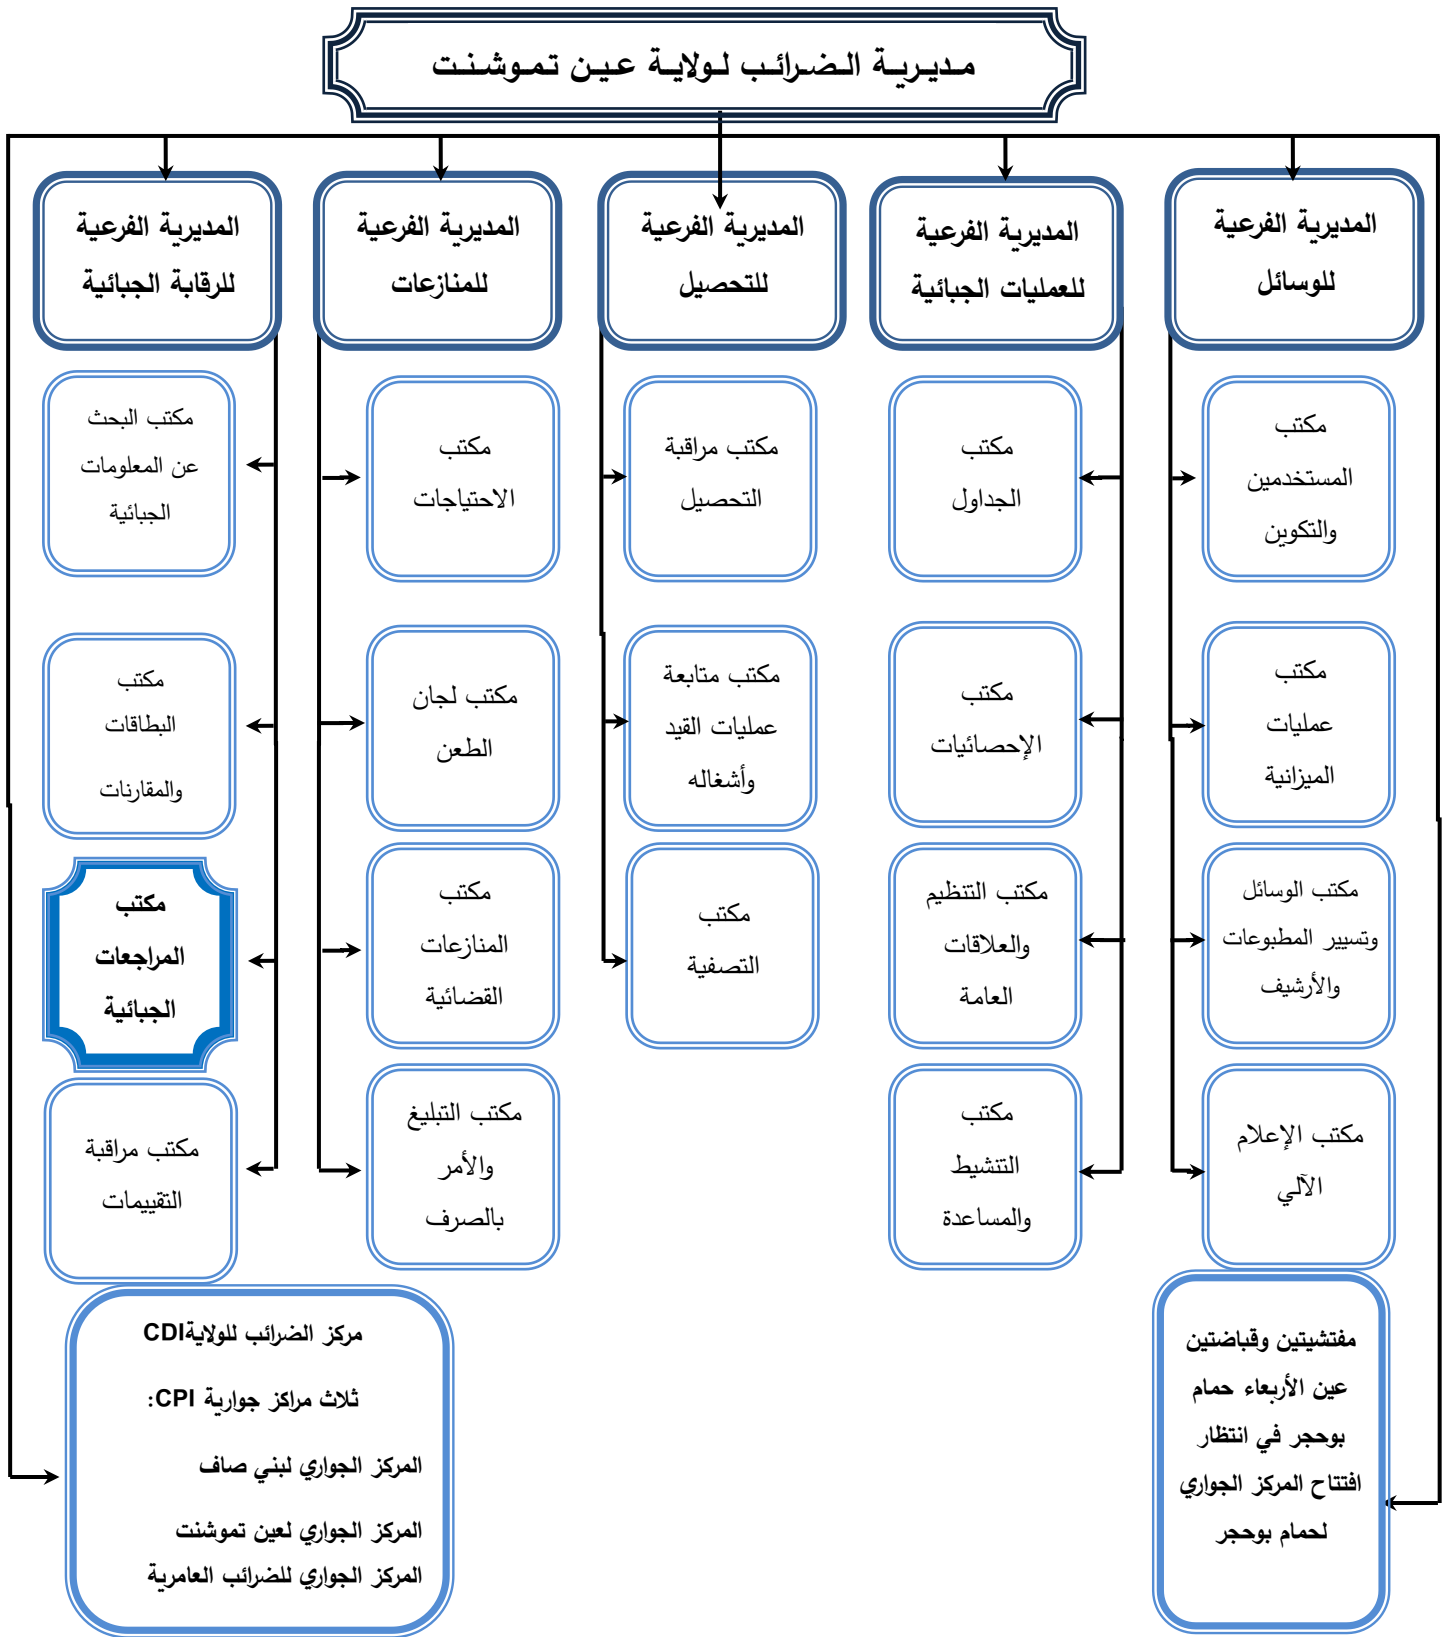 مديرية الضرائب لولاية عين تموشنت
المديرية الفرعية
للوسائل
المديرية الفرعية
للعمليات الجبائية
المديرية الفرعية
للتحصيل
المديرية الفرعية
للمنازعات
المديرية الفرعية
للرقابة الجبائية
مكتب
المستخدمين
والتكوين
مكتب
الجداول
مكتب مراقبة
التحصيل
مكتب
الاحتياجات
مكتب البحث
عن المعلومات
الجبائية
مكتب
عمليات
الميزانية
مكتب
الإحصائيات
مكتب متابعة
عمليات القيد
وأشغاله
مكتب لجان
الطعن
مكتب
البطاقات
والمقارنات
مكتب الوسائل
وتسيير المطبوعات
والأرشيف
مكتب التنظيم
والعلاقات
العامة
مكتب
التصفية
مكتب
المنازعات
القضائية
مكتب
المراجعات
الجبائية
مكتب الإعلام
الآلي
مكتب
التنشيط
والمساعدة
مكتب التبليغ
والأمر
بالصرف
مكتب مراقبة
التقييمات
مفتشيتين وقباضتين
عين الأربعاء حمام
بوحجر في انتظار
افتتاح المركز الجواري
لحمام بوحجر
مركز الضرائب للولايةCDI
ثلاث مراكز جوارية CPI:
المركز الجواري لبني صاف
المركز الجواري لعين تموشنت
المركز الجواري للضرائب العامرية